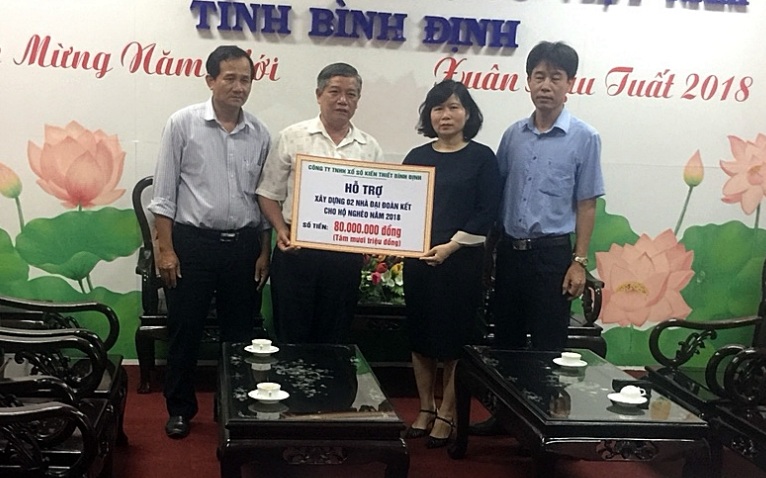 TỈNH BÌNH ĐỊNH
Mừng Năm Mới
Xuân Mậu Tuất 2018
CÔNG TY TNHH XỔ SỐ KIẾN THIẾT BÌNH ĐỊNH
HỖ TRỢ
XÂY DỰNG 02 NHÀ ĐẠI ĐOÀN KẾT
CHO HỘ NGHÈO NĂM 2018
SỐ TIỀN: 80.000.000 đồng
(Tám mươi triệu đồng)